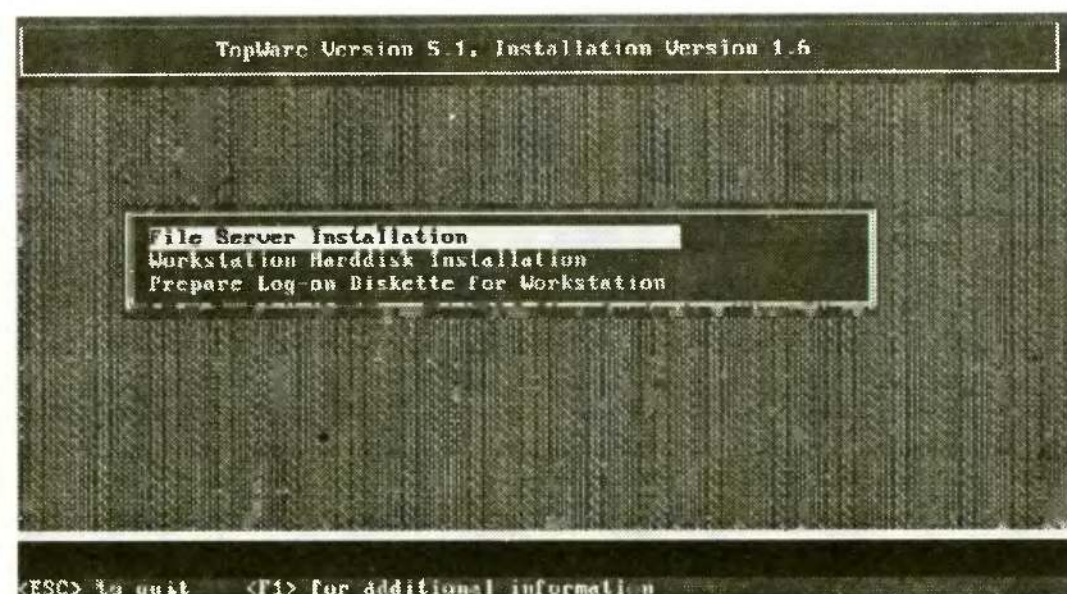 TopWare Version 5.1, Installation Version 1.6
File Server Installation
Workstation Harddisk Installation
Prepare Log-on Diskette for Workstation
<ESC> to quit <F1> for additional information